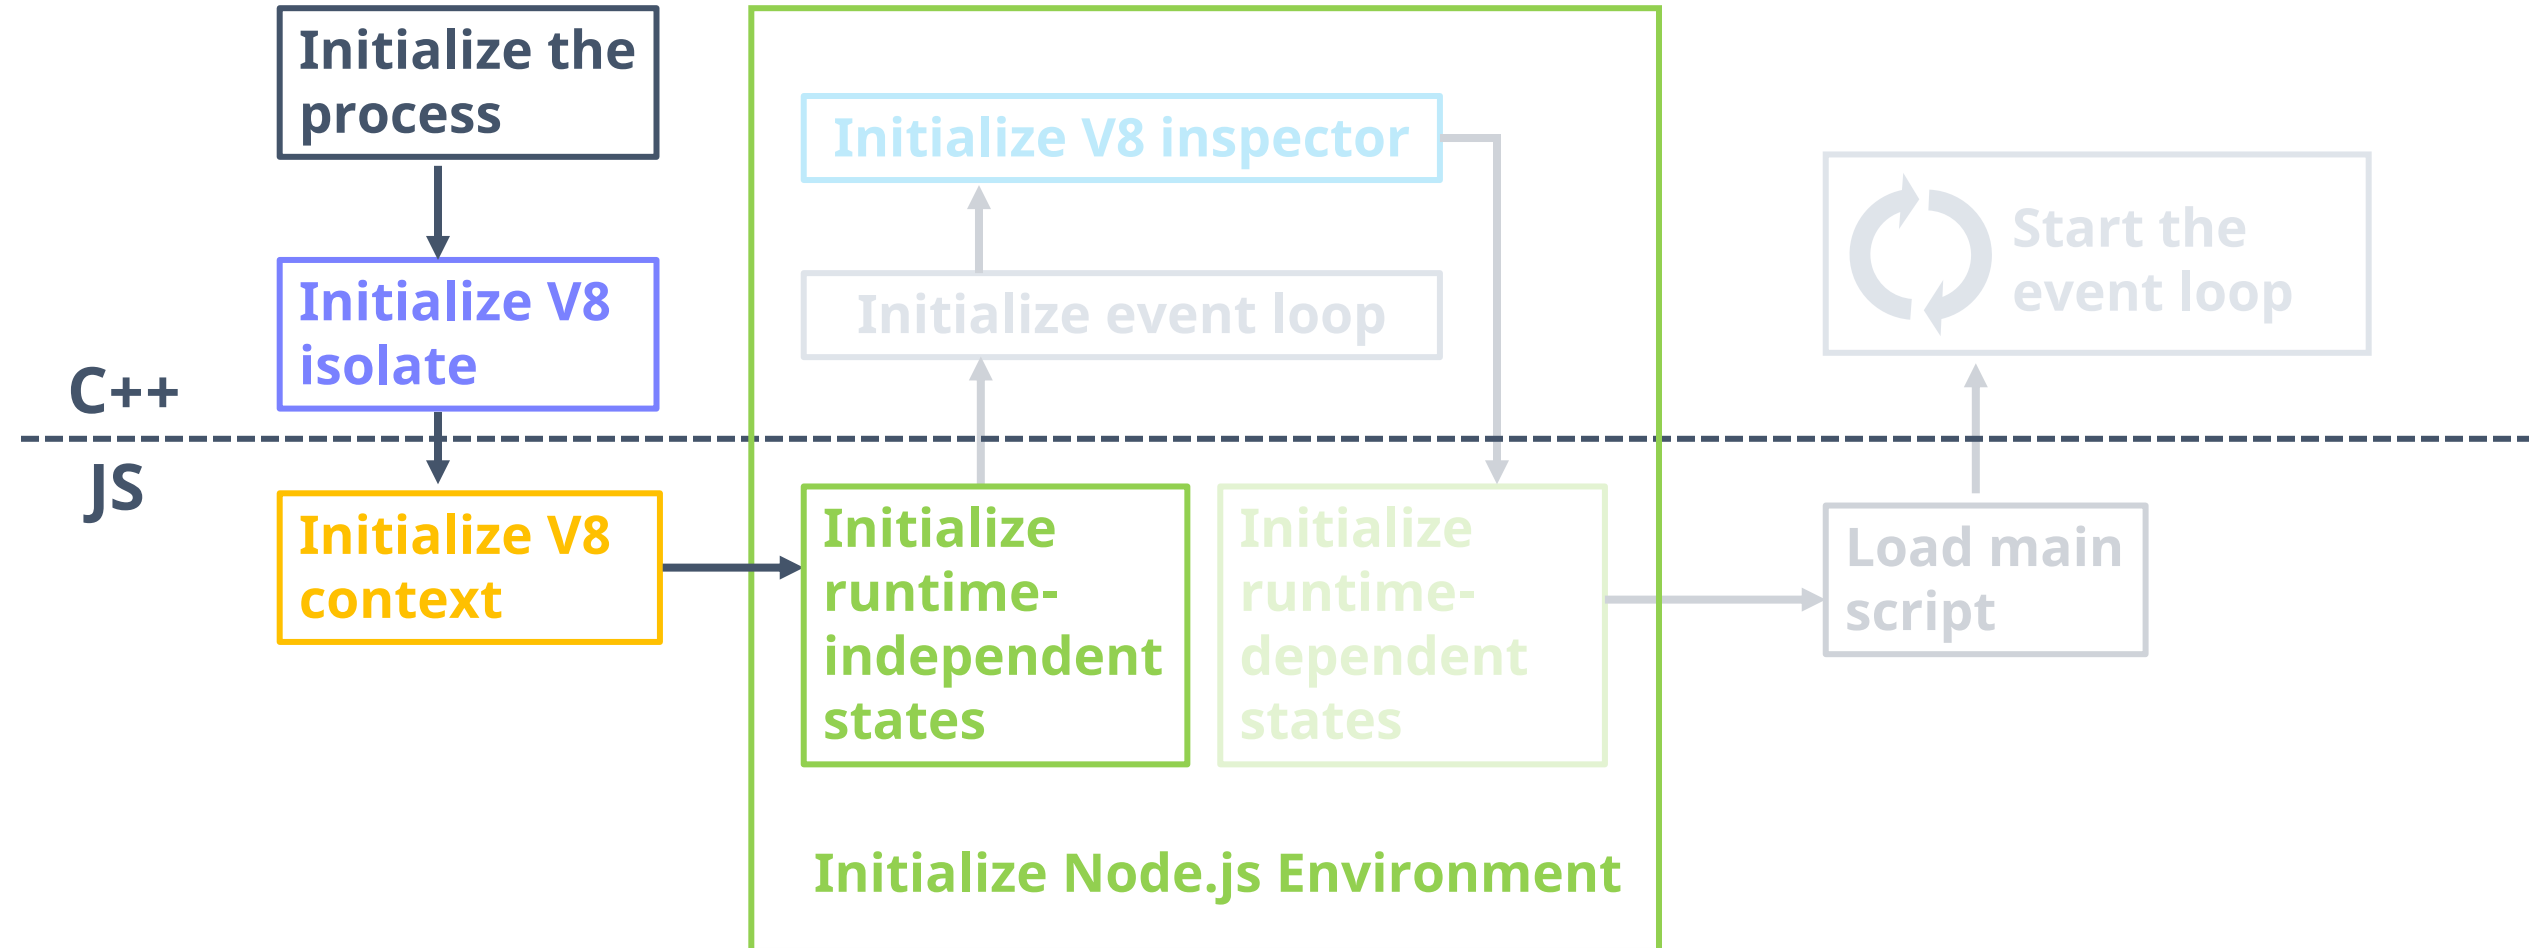 Initialize the
process
Initialize V8
isolate
C++
JS
Initialize V8
context
Initialize
runtime-
independent
states
Initialize event loop
Initialize V8 inspector
Initialize
runtime-
dependent
states
Initialize Node.js Environment
Load main
script
Start the
event loop